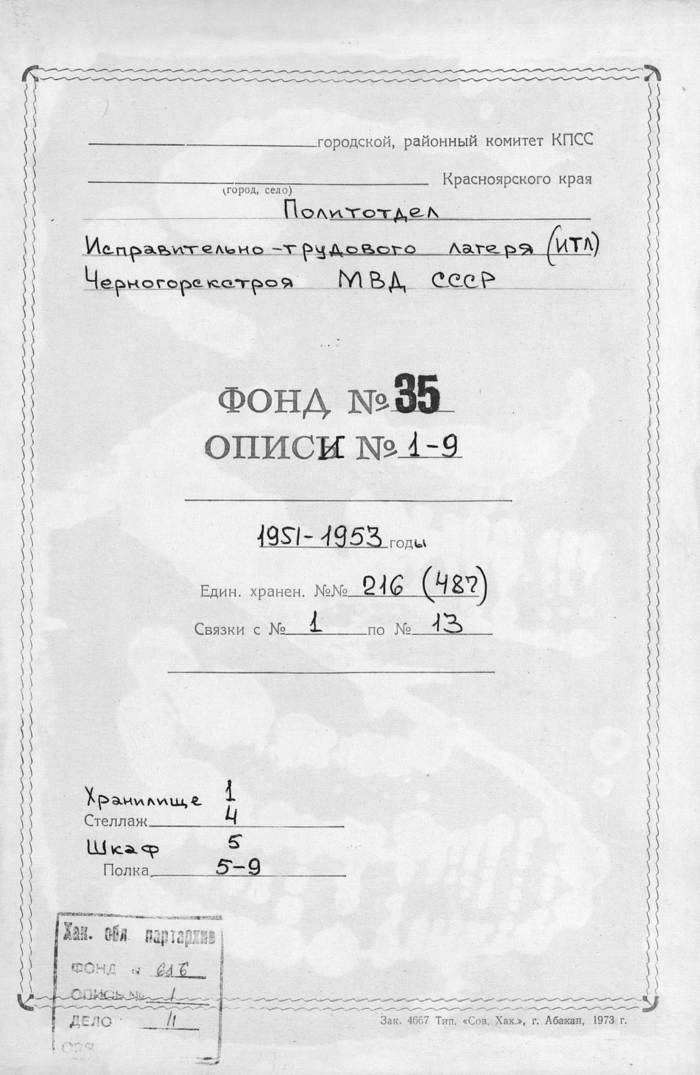 городской, районный комитет КПСС
Красноярского края
(город, село)
Политотдел
Исправительно-трудового лагеря (ИТЛ)
Черногорскстроя МВД СССР
ФОНД № 35
ОПИСИ № 1-9
1951-1953 годы
Един. хранен. №№ 216 (487)
Связки с № 1 по № 13
Хранилище 1
Стеллаж 4
Шкаф 5
Полка 5-9
Хак. обл партархив
ФОНД № 616
ОПИСЬ № 1
ДЕЛО 11
Зак. 4667 Тип. «Сов. Хак.», г. Абакан, 1973 г.